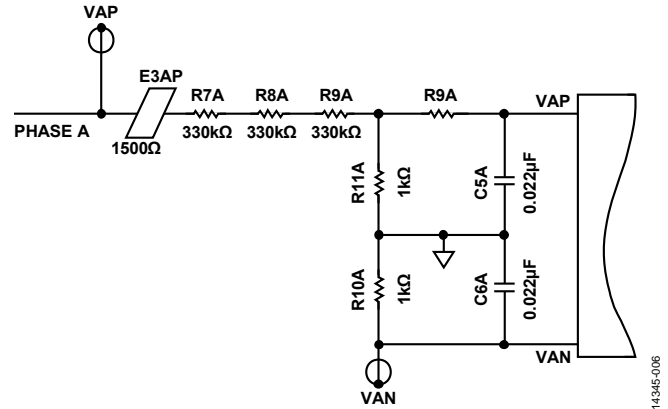 VAP
E3AP
R7A
R8A
R9A
R9A
VAP
PHASE A
1500Ω
330kΩ
330kΩ
330kΩ
R11A
1kΩ
C5A
0.022µF
R10A
1kΩ
C6A
0.022µF
VAN
VAN
14345-006